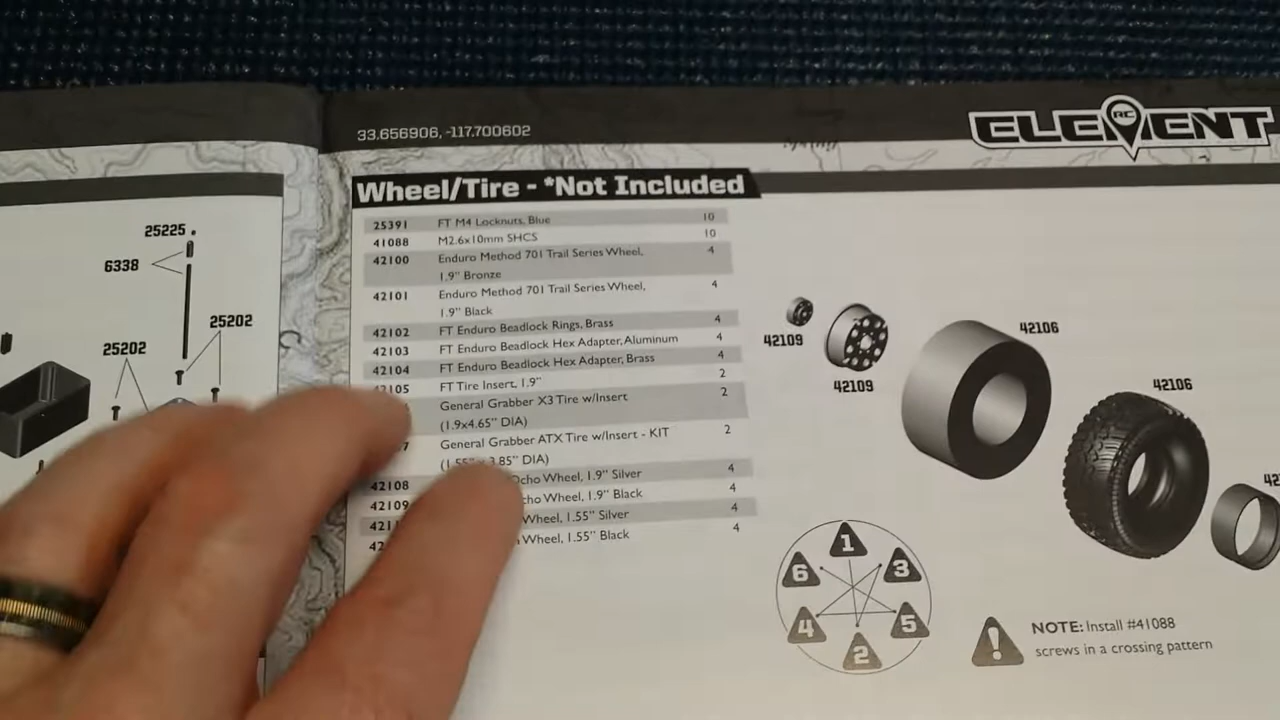 33.656906, -117.700602
RC
ELEMENT
25225
6338
25202
25202
Wheel/Tire - *Not Included
25391 FT M4 Locknuts, Blue 10
41088 M2.6x10mm SHCS 10
42100 Enduro Method 701 Trail Series Wheel, 4
1.9" Bronze
42101 Enduro Method 701 Trail Series Wheel, 4
1.9" Black
42102 FT Enduro Beadlock Rings, Brass 4
42103 FT Enduro Beadlock Hex Adapter, Aluminum 4
42104 FT Enduro Beadlock Hex Adapter, Brass 4
42105 FT Tire Insert, 1.9" 2
General Grabber X3 Tire w/Insert 2
(1.9x4.65" DIA)
General Grabber ATX Tire w/Insert - KIT 2
3.85" DIA)
42108 Wheel, 1.9" Silver 4
42109 Wheel, 1.9" Black 4
Wheel, 1.55" Silver 4
Wheel, 1.55" Black 4
42109
42109
42106
42106
1
6
3
4
5
2
!
NOTE: Install #41088
screws in a crossing pattern